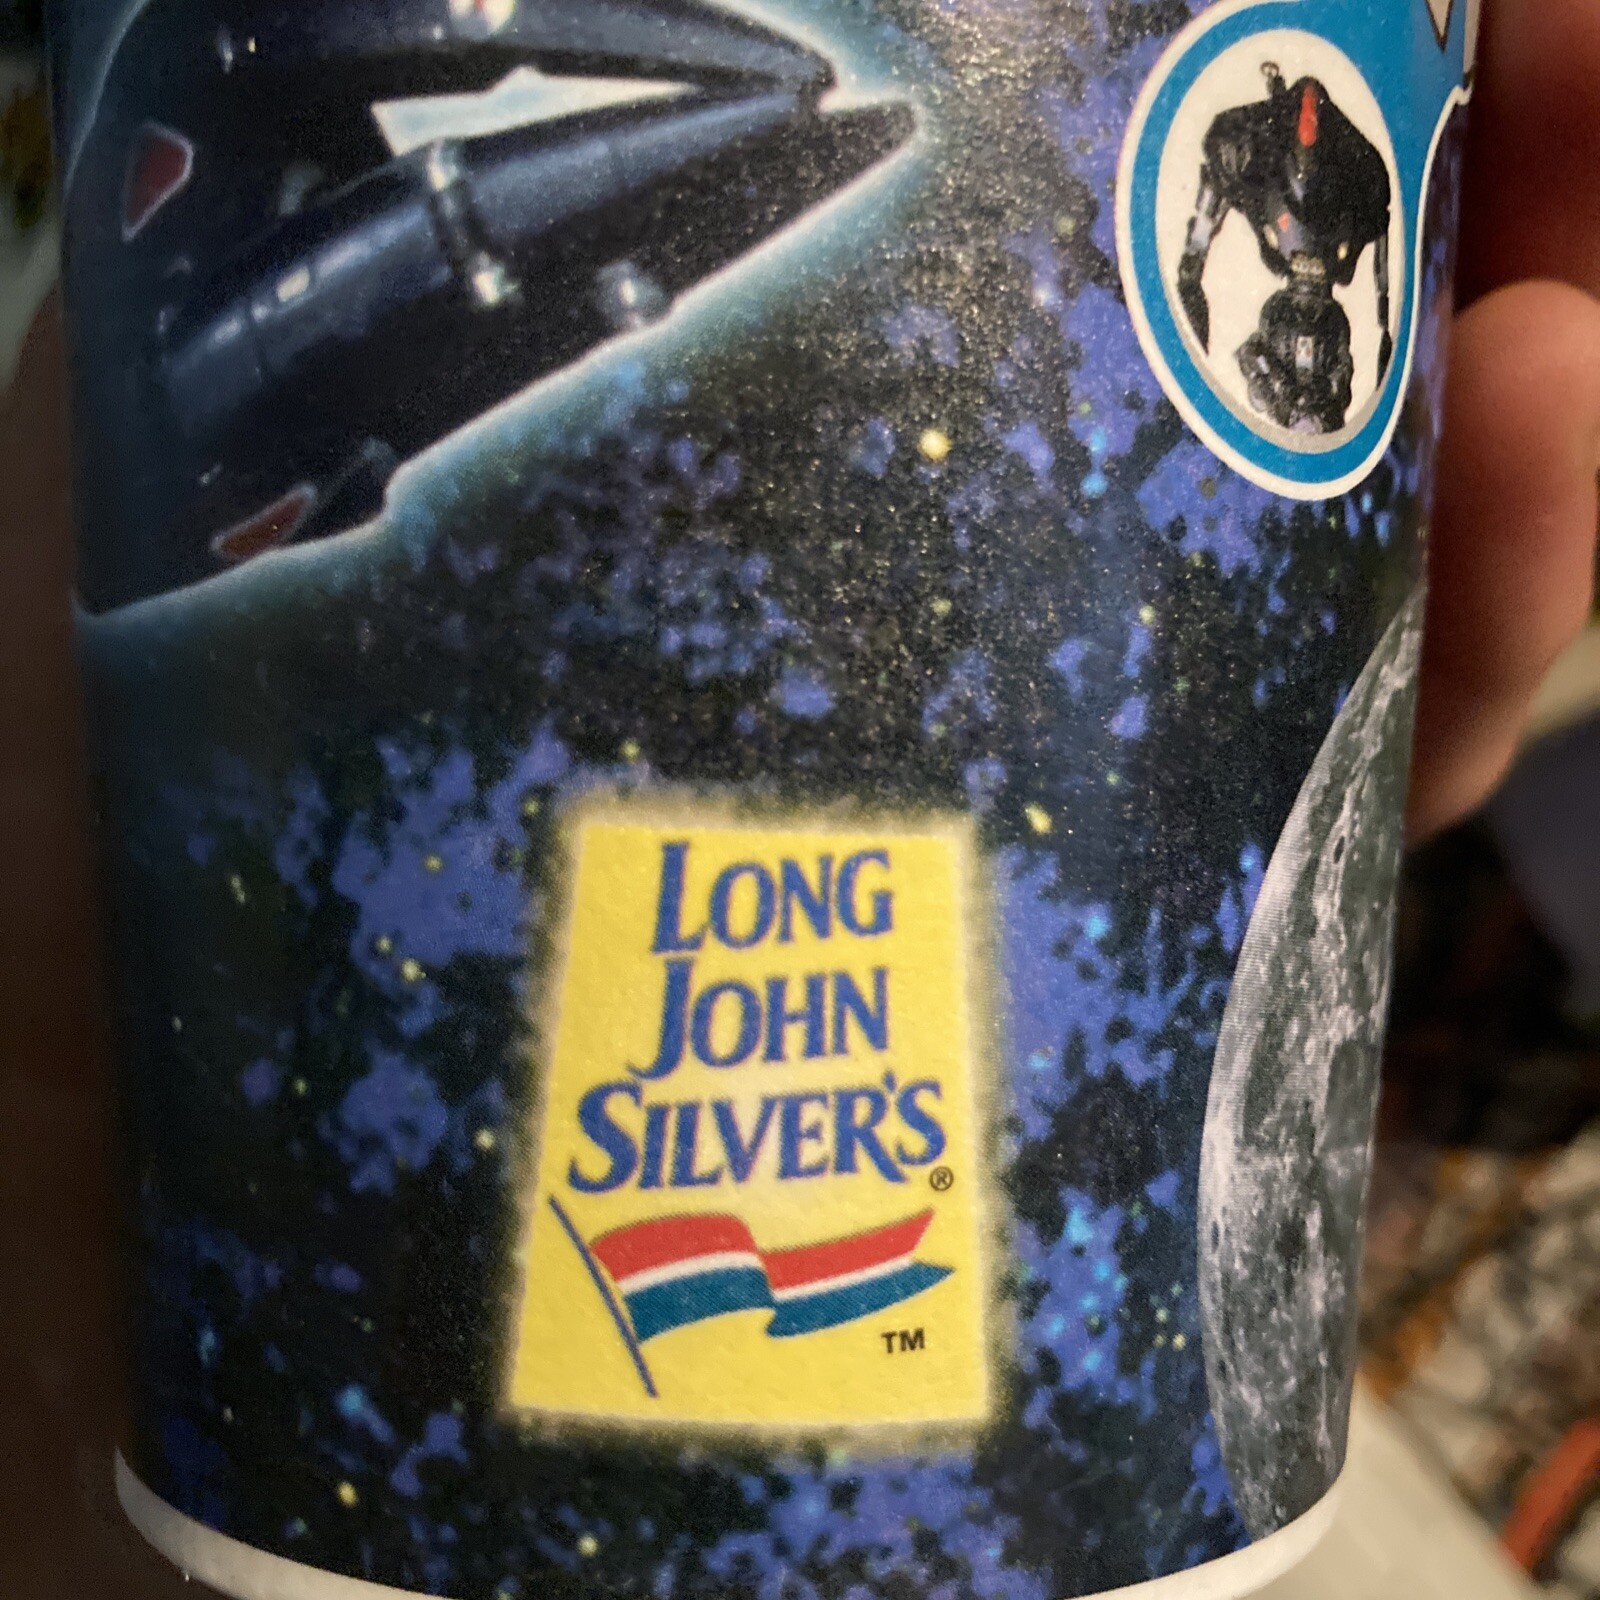 LONG
JOHN
SILVER'S
®
TM